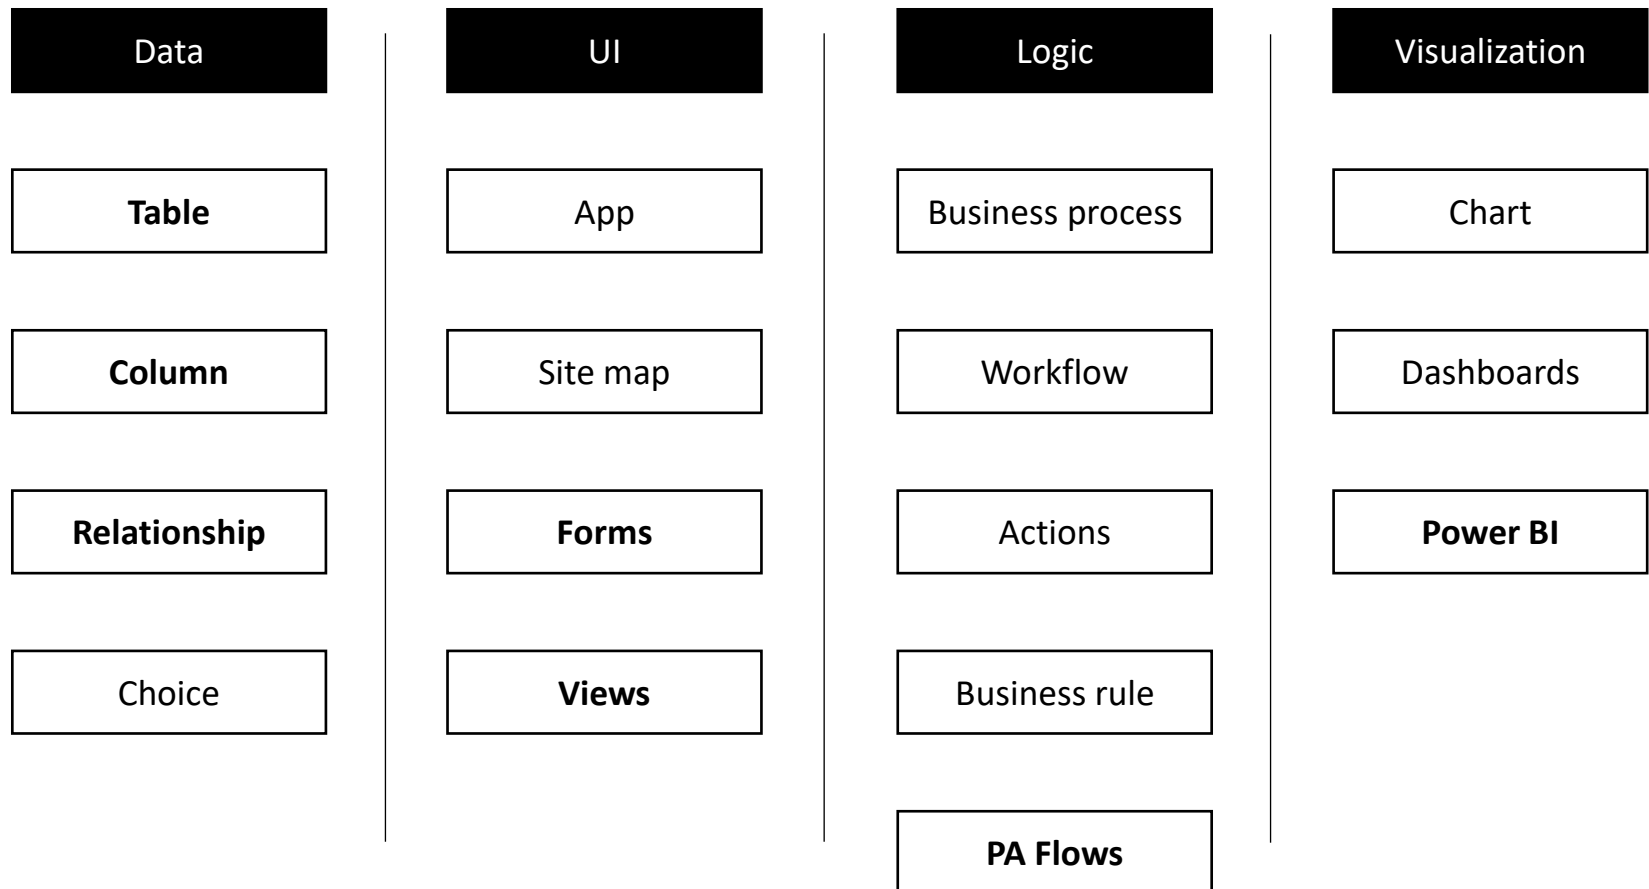 Data
UI
Logic
Visualization
Table
App
Business process
Chart
Column
Site map
Workflow
Dashboards
Relationship
Forms
Actions
Power BI
Choice
Views
Business rule
PA Flows